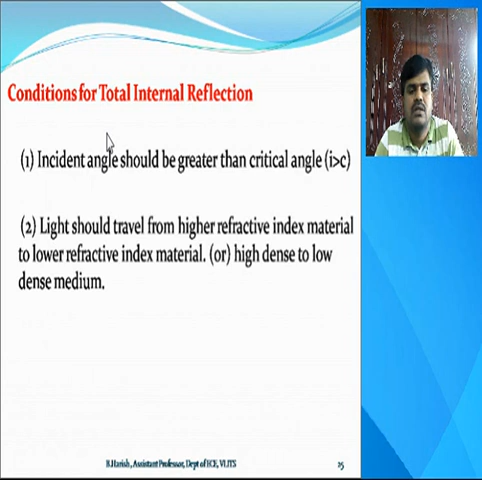 Conditions for Total Internal Reflection
(1) Incident angle should be greater than critical angle (i>c)
(2) Light should travel from higher refractive index material
to lower refractive index material. (or) high dense to low
dense medium.
B.Harish , Assistant Professor, Dept of ECE, VLITS
25